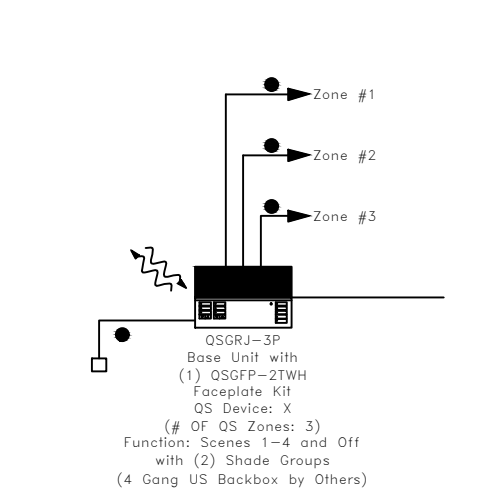 Zone #1
Zone #2
Zone #3
QSGRJ-3P
Base Unit with
(1) QSGFP-2TWH
Faceplate Kit
QS Device: X
(# OF QS Zones: 3)
Function: Scenes 1-4 and Off
with (2) Shade Groups
(4 Gang US Backbox by Others)